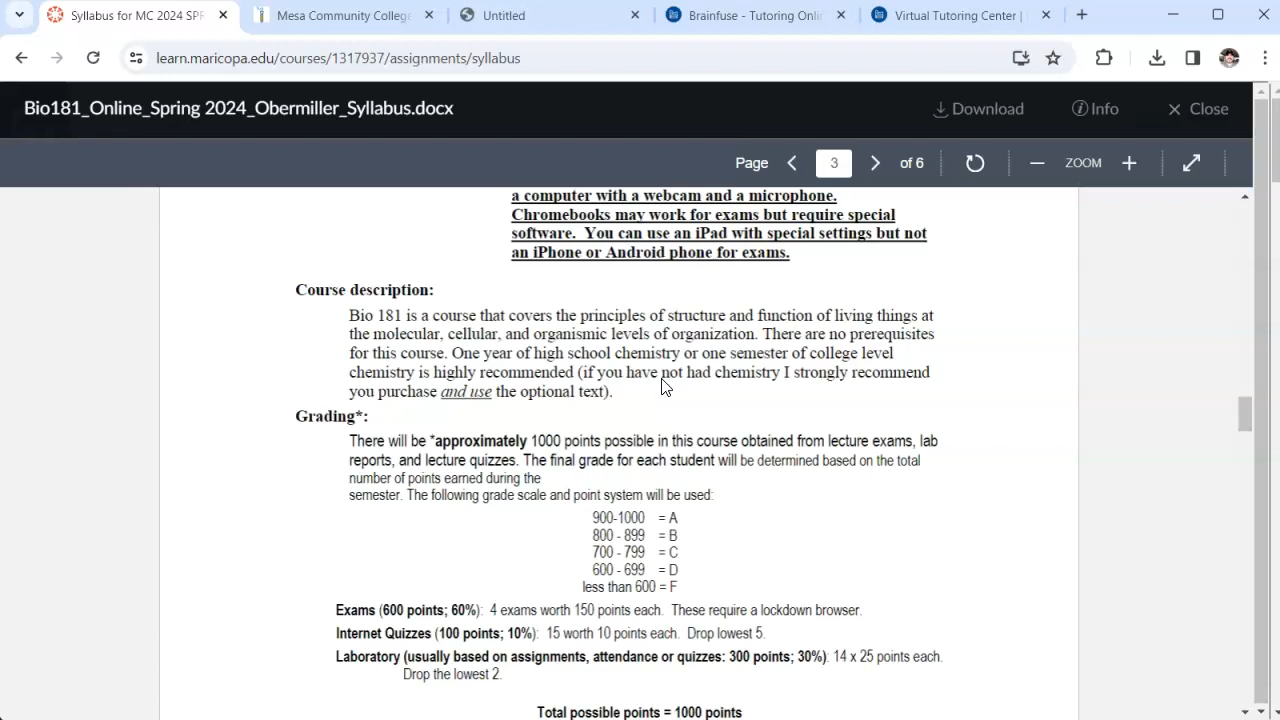 Syllabus for MC 2024 SPR
Mesa Community College
Untitled
Brainfuse - Tutoring Onli
Virtual Tutoring Center |
learn.maricopa.edu/courses/1317937/assignments/syllabus
Bio181_Online_Spring 2024_Obermiller_Syllabus.docx
Download
Info
Close
Page
3
of 6
ZOOM
a computer with a webcam and a microphone.
Chromebooks may work for exams but require special
software. You can use an iPad with special settings but not
an iPhone or Android phone for exams.
Course description:
Bio 181 is a course that covers the principles of structure and function of living things at
the molecular, cellular, and organismic levels of organization. There are no prerequisites
for this course. One year of high school chemistry or one semester of college level
chemistry is highly recommended (if you have not had chemistry I strongly recommend
you purchase and use the optional text).
Grading*:
There will be *approximately 1000 points possible in this course obtained from lecture exams, lab
reports, and lecture quizzes. The final grade for each student will be determined based on the total
number of points earned during the
semester. The following grade scale and point system will be used:
900-1000 = A
800 - 899 = B
700 - 799 = C
600 - 699 = D
less than 600 = F
Exams (600 points; 60%): 4 exams worth 150 points each. These require a lockdown browser.
Internet Quizzes (100 points; 10%): 15 worth 10 points each. Drop lowest 5.
Laboratory (usually based on assignments, attendance or quizzes: 300 points; 30%): 14 x 25 points each.
Drop the lowest 2.
Total possible points = 1000 points